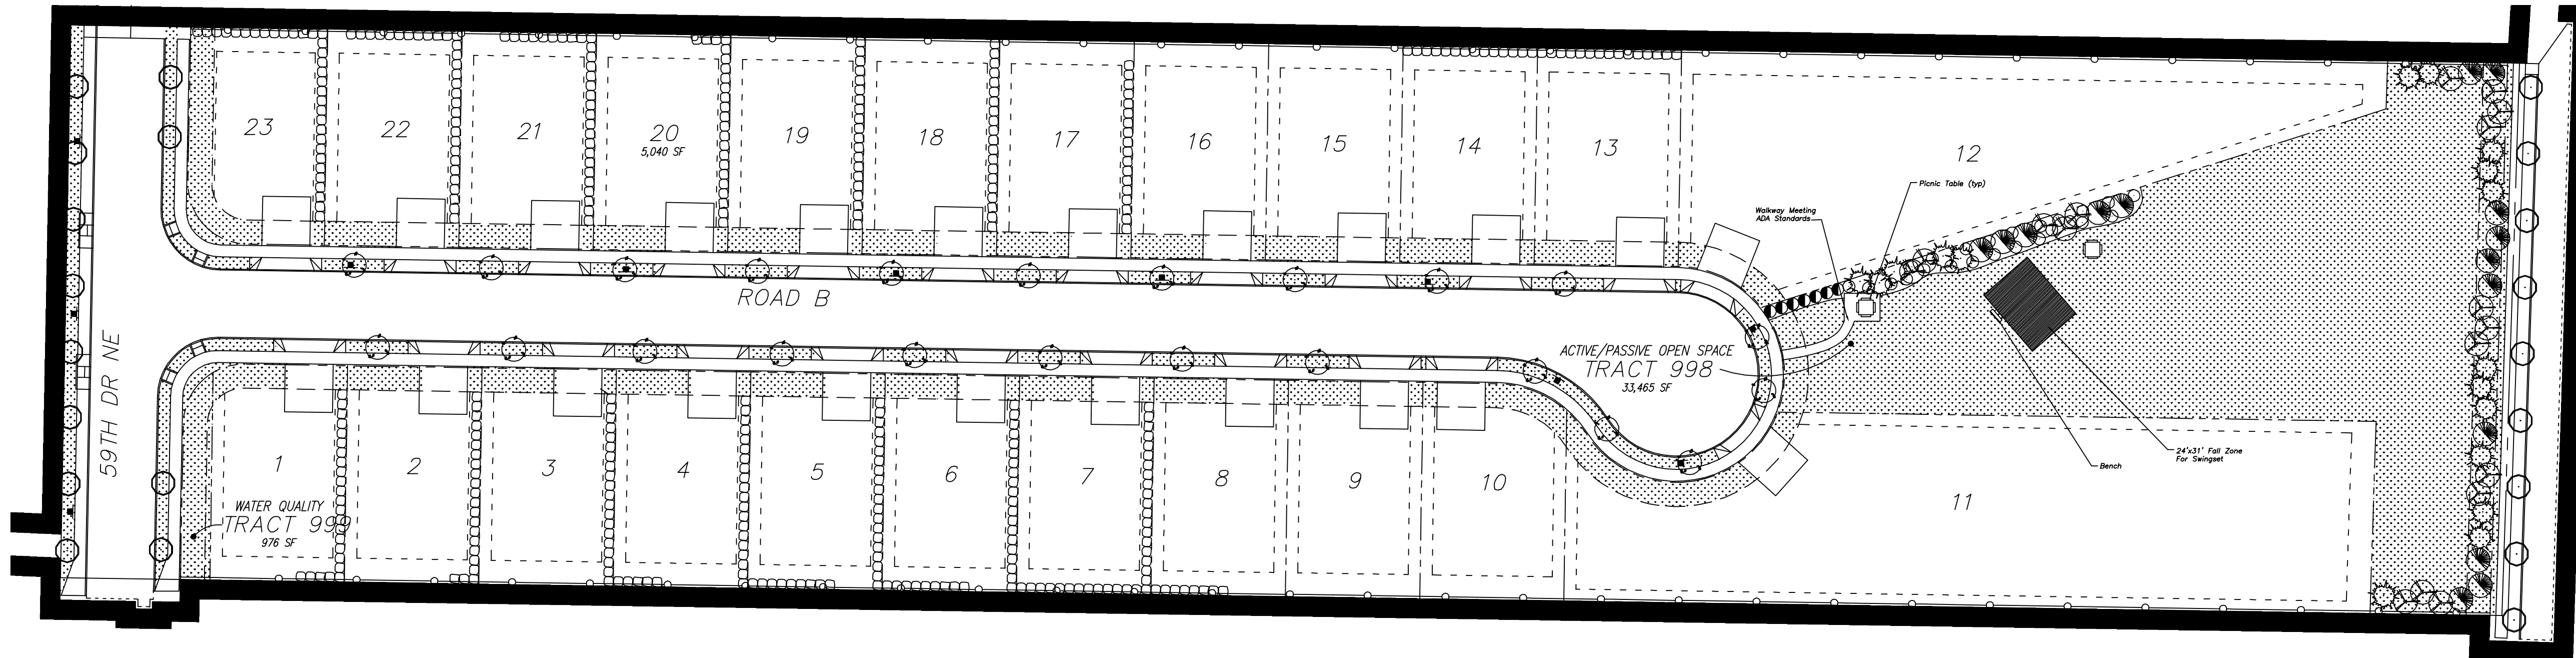 23
22
21
20
5,040 SF
19
18
17
16
15
14
13
12
Picnic Table (typ)
Walkway Meeting
ADA Standards
ROAD B
59TH DR NE
ACTIVE/PASSIVE OPEN SPACE
TRACT 998
33,465 SF
1
2
3
4
5
6
7
8
9
10
11
24'x31' Fall Zone
For Swingset
Bench
WATER QUALITY
TRACT 999
976 SF